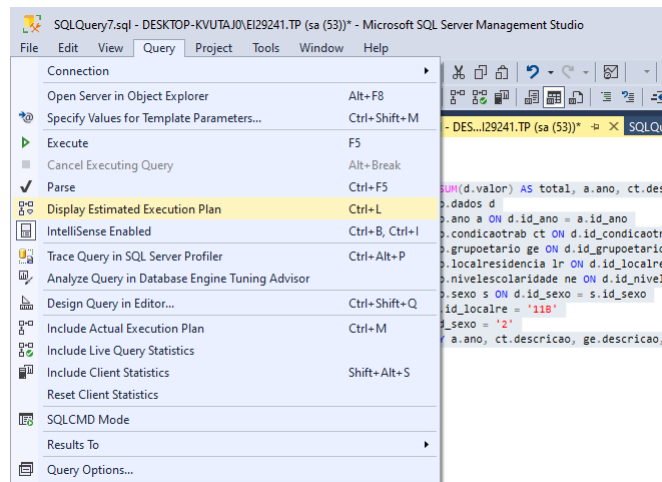 SQLQuery7.sql - DESKTOP-KVUTAJ0\EI29241.TP (sa (53))* - Microsoft SQL Server Management Studio
File Edit View Query Project Tools Window Help
Connection
Open Server in Object Explorer Alt+F8
Specify Values for Template Parameters... Ctrl+Shift+M
- DES...I29241.TP (sa (53))*
Execute F5
Cancel Executing Query Alt+Break
Parse Ctrl+F5
SUM(d.valor) AS total, a.ano, ct.des
Display Estimated Execution Plan Ctrl+L
.dados d
.ano a ON d.id_ano = a.id_ano
IntelliSense Enabled Ctrl+B, Ctrl+I
.condicaotrab ct ON d.id_condicaotr
.grupoetario ge ON d.id_grupoetario
Trace Query in SQL Server Profiler Ctrl+Alt+P
.localresidencia lr ON d.id_localre
Analyze Query in Database Engine Tuning Advisor
.nivelescolaridade ne ON d.id_nivel
.sexo s ON d.id_sexo = s.id_sexo
Design Query in Editor... Ctrl+Shift+Q
.id_localre = '118'
d_sexo = '2'
Include Actual Execution Plan Ctrl+M
a.ano, ct.descricao, ge.descricao,
Include Live Query Statistics
Include Client Statistics Shift+Alt+S
Reset Client Statistics
SQLCMD Mode
Results To
Query Options...